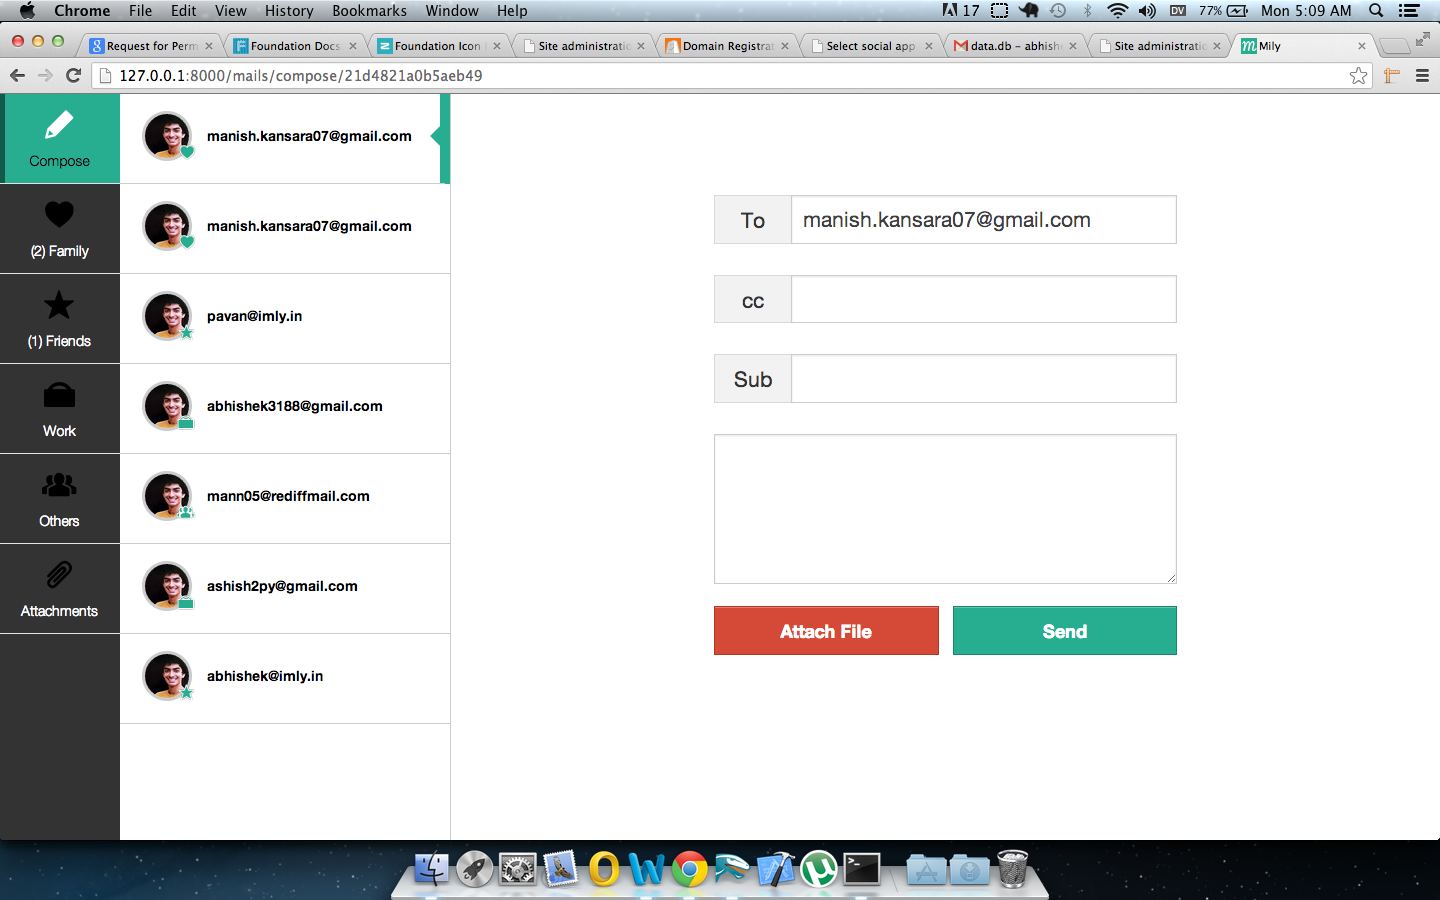 Chrome File Edit View History Bookmarks Window Help 17 DV 77% Mon 5:09 AM
Request for Perm Foundation Docs Foundation Icon Site administratio Domain Registrat Select social app data.db – abhish Site administratio Mily
127.0.0.1:8000/mails/compose/21d4821a0b5aeb49
Compose
(2) Family
(1) Friends
Work
Others
Attachments
manish.kansara07@gmail.com
manish.kansara07@gmail.com
pavan@imly.in
abhishek3188@gmail.com
mann05@rediffmail.com
ashish2py@gmail.com
abhishek@imly.in
To manish.kansara07@gmail.com
cc
Sub
Attach File Send